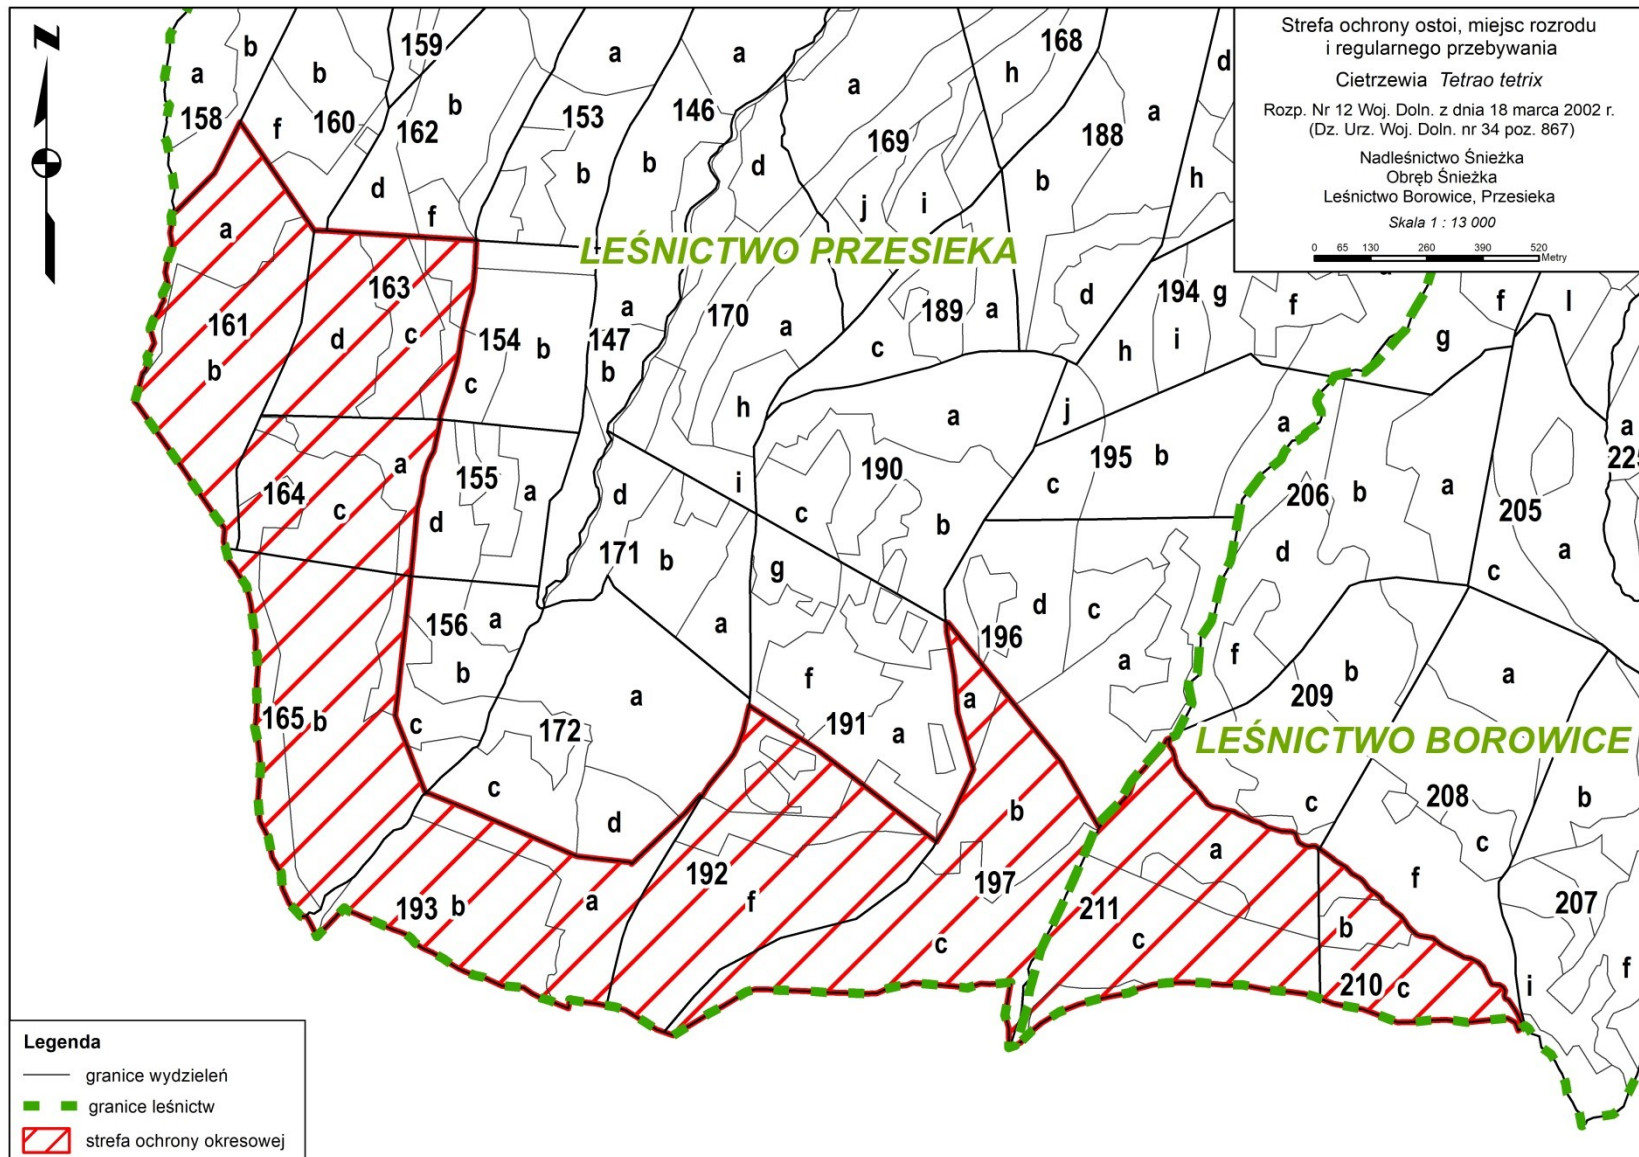 Strefa ochrony ostoi, miejsc rozrodu
i regularnego przebywania
Cietrzewia Tetrao tetrix
Rozp. Nr 12 Woj. Doln. z dnia 18 marca 2002 r.
(Dz. Urz. Woj. Doln. nr 34 poz. 867)
Nadleśnictwo Śnieżka
Obręb Śnieżka
Leśnictwo Borowice, Przesieka
Skala 1 : 13 000
0 65 130 260 390 520
Metry
N
b 159 a a 168
a b b a h d
158 f 160 162 153 146 169 188 a
d b b d b h
f j i
a LEŚNICTWO PRZESIEKA
163 d 194 g f f l
161 d c 154 b a 147 170 a 189 a h i g
b c b c
h a j a a
a 155 190 195 b 225
164 c a d i c c 206 b a 205
d b
171 b g d c a
156 a a d c
b 196 f b a
f a a 209
165 b c 172 a 191 a
LEŚNICTWO BOROWICE
c b c 208 b
d a c
192 197 f
193 b a f 211 b 207
c c f
210 c i
Legenda
granice wydzieleń
granice leśnictw
strefa ochrony okresowej